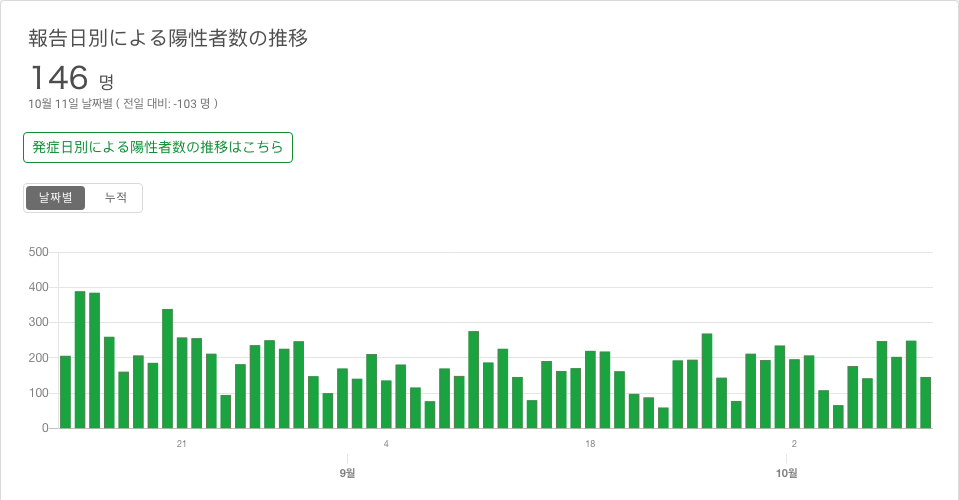 報告日別による陽性者数の推移
146 명
10월 11일 날짜별 ( 전일 대비: -103 명 )
発症日別による陽性者数の推移はこちら
날짜별 누적
500
400
300
200
100
0
21 4 18 2
9월 10월